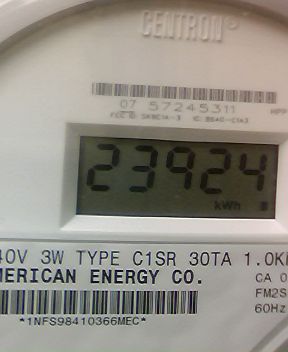 CENTRON®
07 57245311
23924
kWh
40V 3W TYPE C1SR 30TA 1.0K
MERICAN ENERGY CO.
CA 0
FM2S
60Hz
*1NFS98410366MEC*